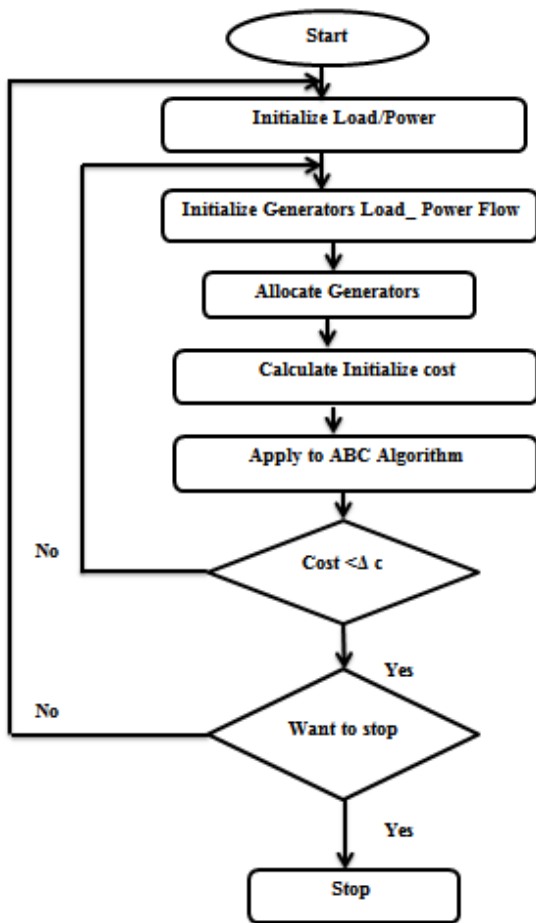 Start
Initialize Load/Power
Initialize Generators Load_ Power Flow
Allocate Generators
Calculate Initialize cost
Apply to ABC Algorithm
No
Cost <Δ c
Yes
No
Want to stop
Yes
Stop